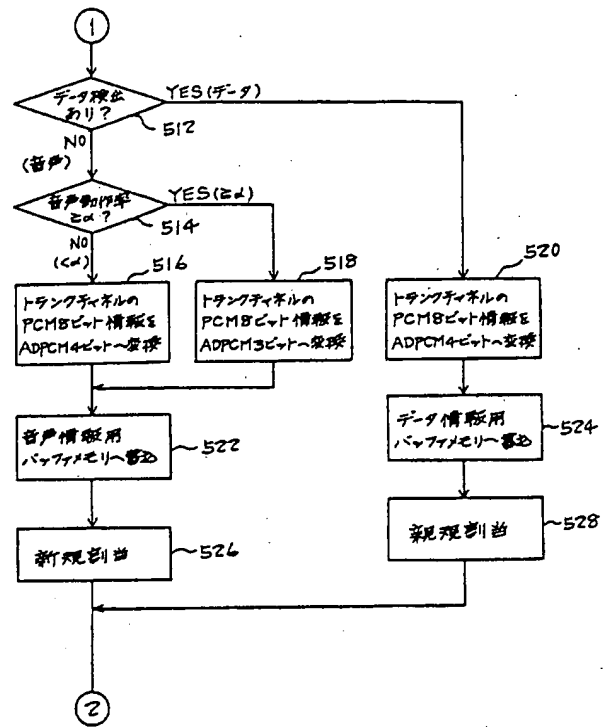 1
データ検出
あり?
YES(データ)
512
NO
(音声)
音声動作率
≧α?
YES(≧α)
514
NO
(<α)
516
518
520
トランクチィネルの
PCM8ビット情報を
ADPCM4ビットへ変換
トランクチィネルの
PCM8ビット情報を
ADPCM3ビットへ変換
トランクチィネルの
PCM8ビット情報を
ADPCM4ビットへ変換
音声情報用
バッファメモリへ書込
522
データ情報用
バッファメモリへ書込
524
新規割当
526
親規割当
528
2